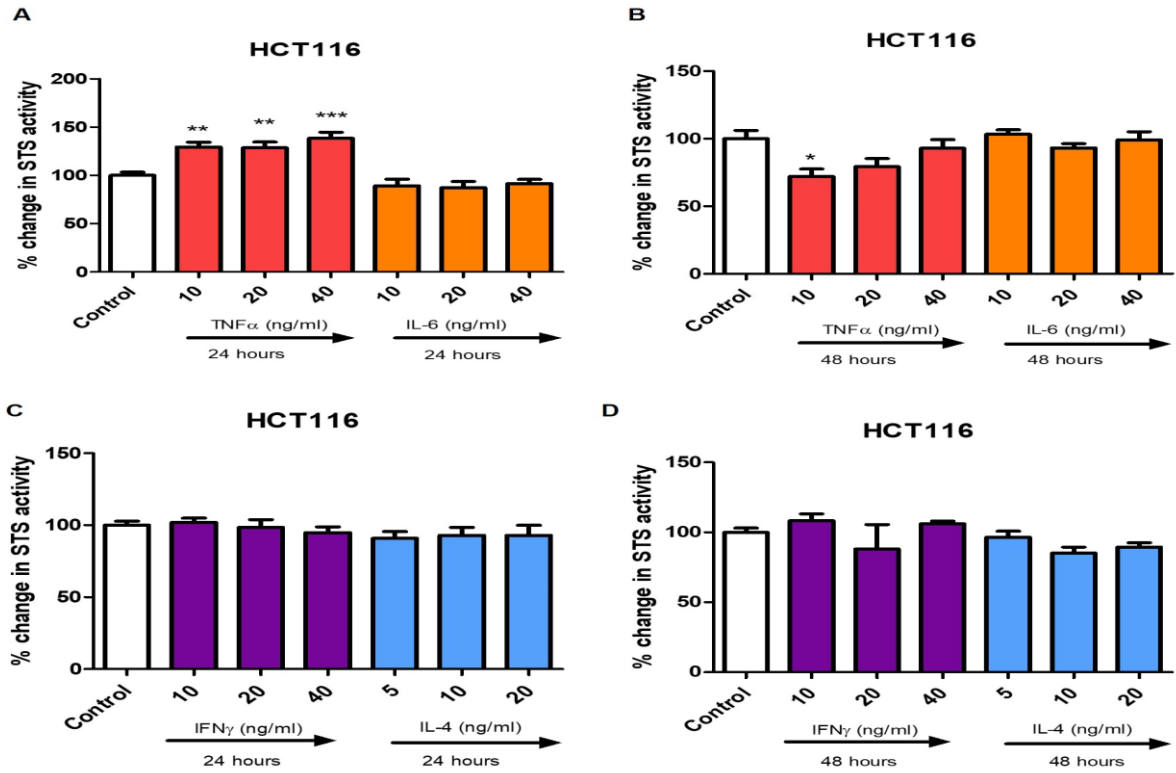 A
HCT116
% change in STS activity
200
150
100
50
0
** ** ***
Control 10 20 40 10 20 40
TNFα (ng/ml) IL-6 (ng/ml)
24 hours 24 hours
B
HCT116
% change in STS activity
150
100
50
0
*
Control 10 20 40 10 20 40
TNFα (ng/ml) IL-6 (ng/ml)
48 hours 48 hours
C
HCT116
% change in STS activity
150
100
50
0
Control 10 20 40 5 10 20
IFNγ (ng/ml) IL-4 (ng/ml)
24 hours 24 hours
D
HCT116
% change in STS activity
150
100
50
0
Control 10 20 40 5 10 20
IFNγ (ng/ml) IL-4 (ng/ml)
48 hours 48 hours